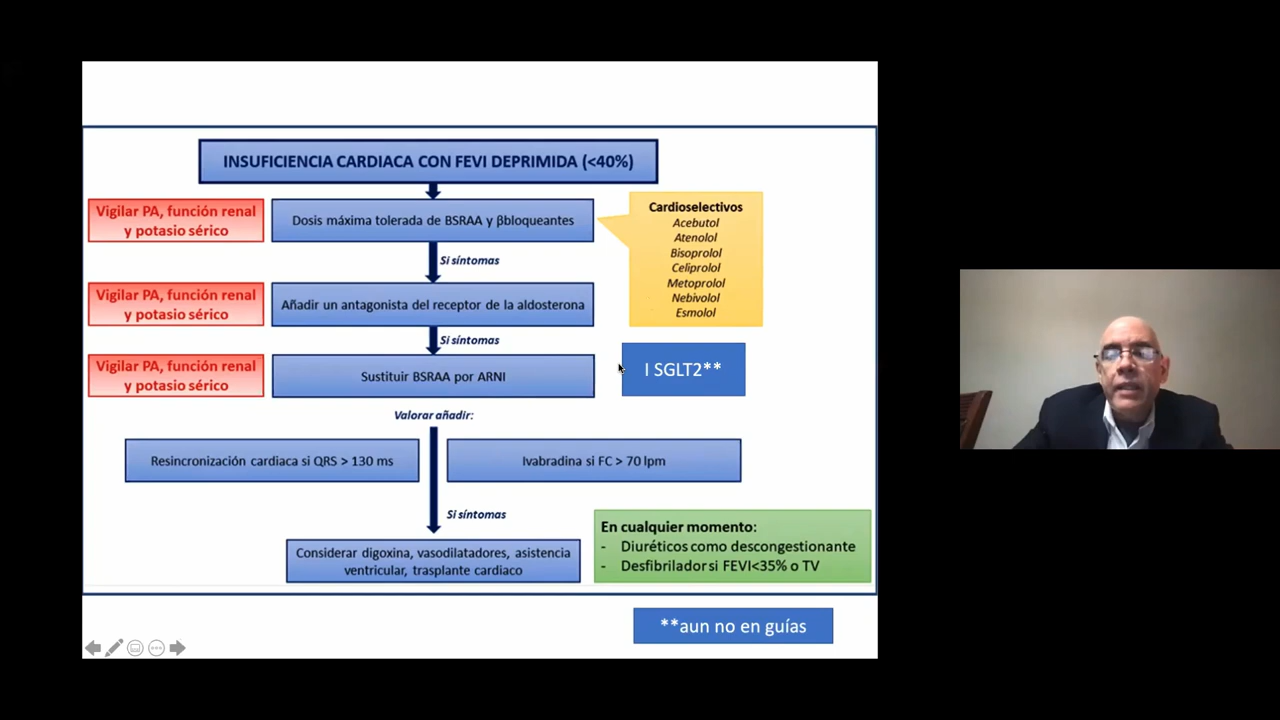 INSUFICIENCIA CARDIACA CON FEVI DEPRIMIDA (<40%)
Vigilar PA, función renal
y potasio sérico
Dosis máxima tolerada de BSRAA y βbloqueantes
Cardioselectivos
Acebutol
Atenolol
Bisoprolol
Celiprolol
Metoprolol
Nebivolol
Esmolol
Si síntomas
Vigilar PA, función renal
y potasio sérico
Añadir un antagonista del receptor de la aldosterona
Si síntomas
Vigilar PA, función renal
y potasio sérico
Sustituir BSRAA por ARNI
I SGLT2**
Valorar añadir:
Resincronización cardiaca si QRS > 130 ms
Ivabradina si FC > 70 lpm
Si síntomas
Considerar digoxina, vasodilatadores, asistencia
ventricular, trasplante cardiaco
En cualquier momento:
- Diuréticos como descongestionante
- Desfibrilador si FEVI<35% o TV
**aun no en guías